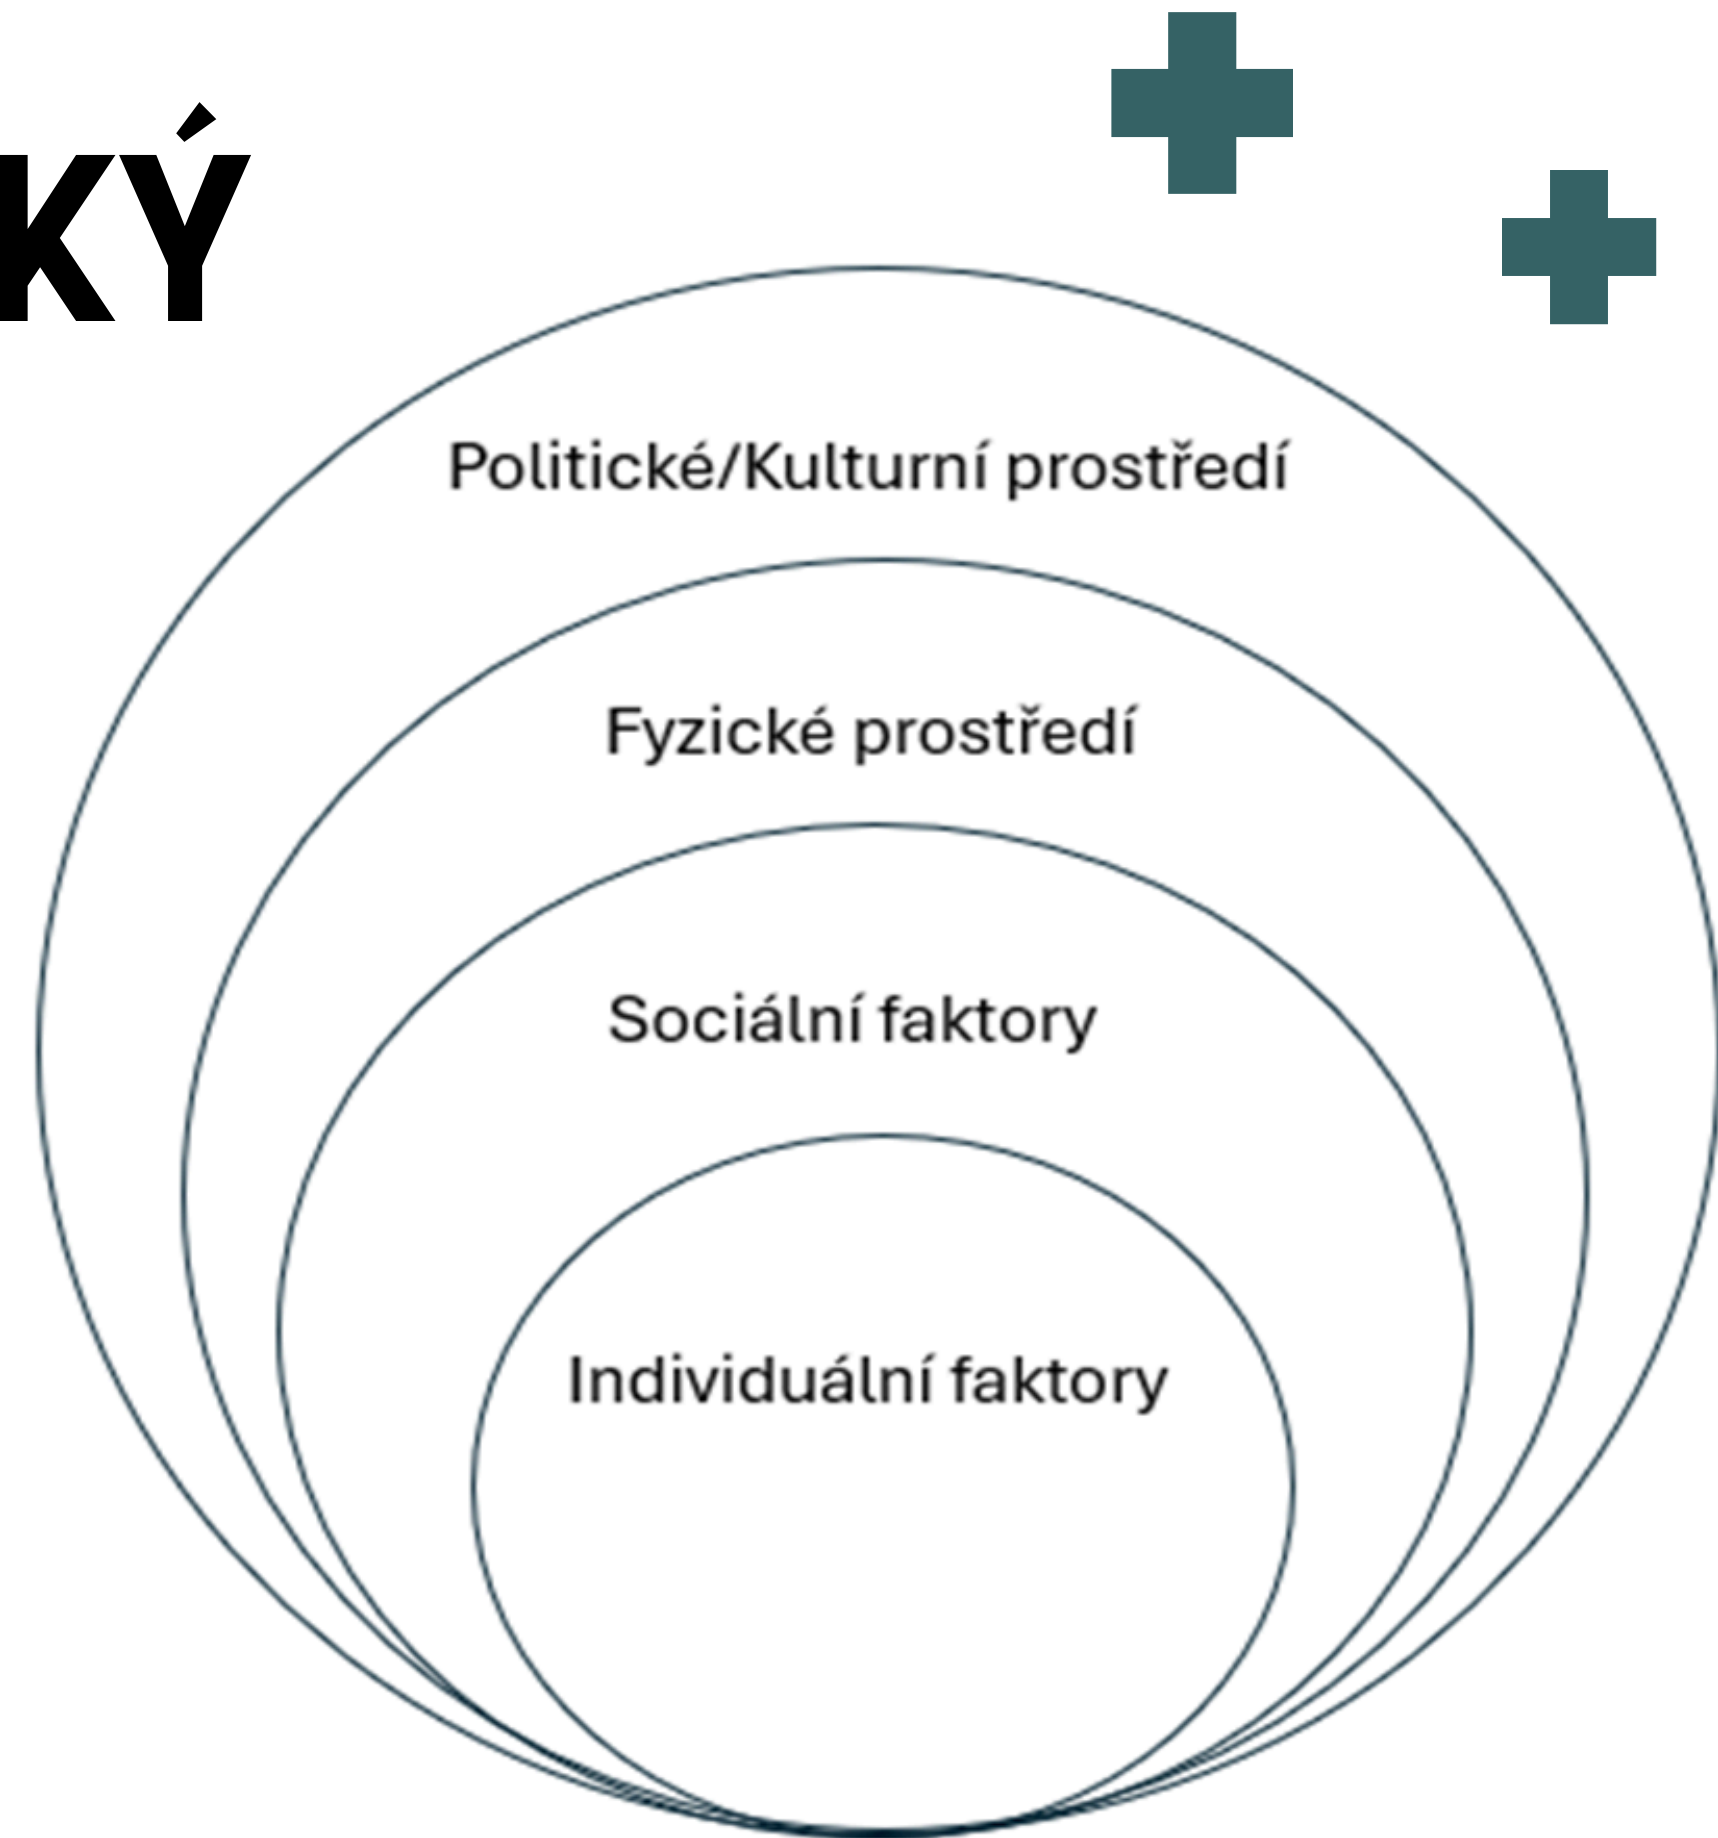 KÝ
Politické/Kulturní prostředí
Fyzické prostředí
Sociální faktory
Individuální faktory